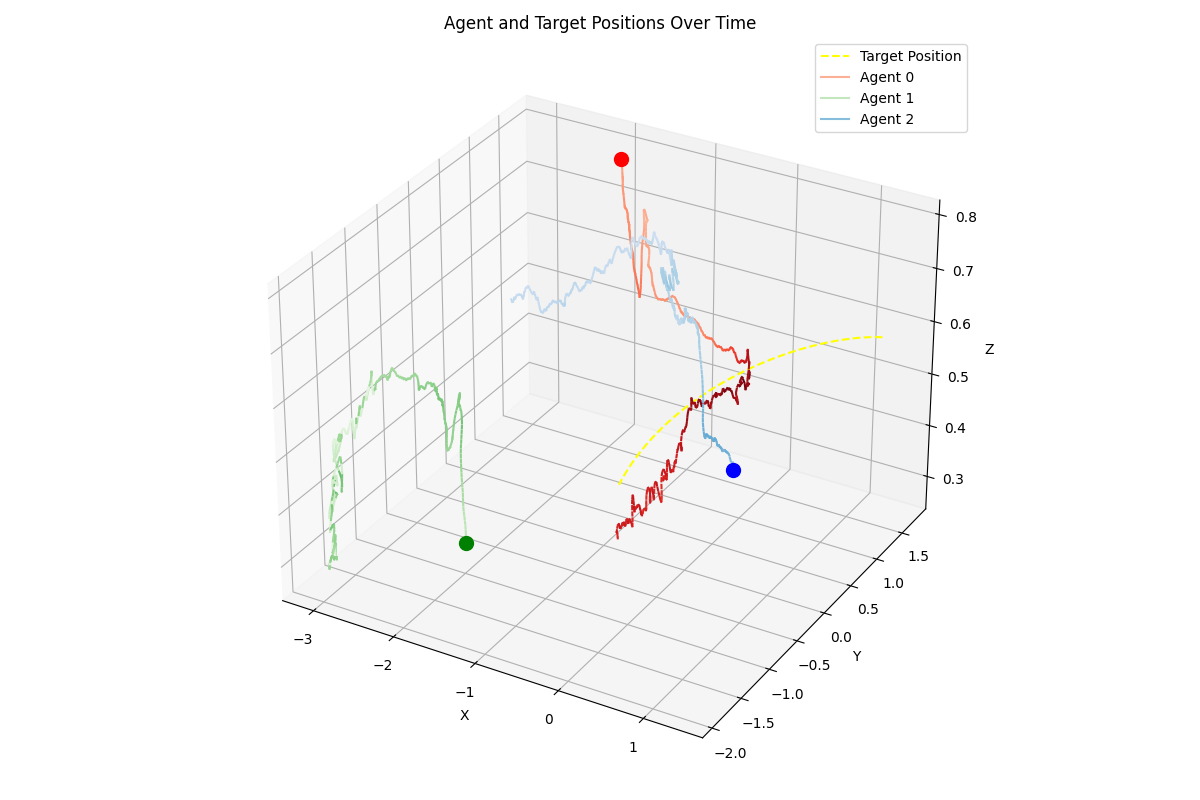 Agent and Target Positions Over Time
Target Position
Agent 0
Agent 1
Agent 2
0.8
0.7
0.6
0.5
0.4
0.3
Z
1.5
1.0
0.5
0.0
−0.5
−1.0
−1.5
−2.0
Y
−3
−2
−1
0
1
X